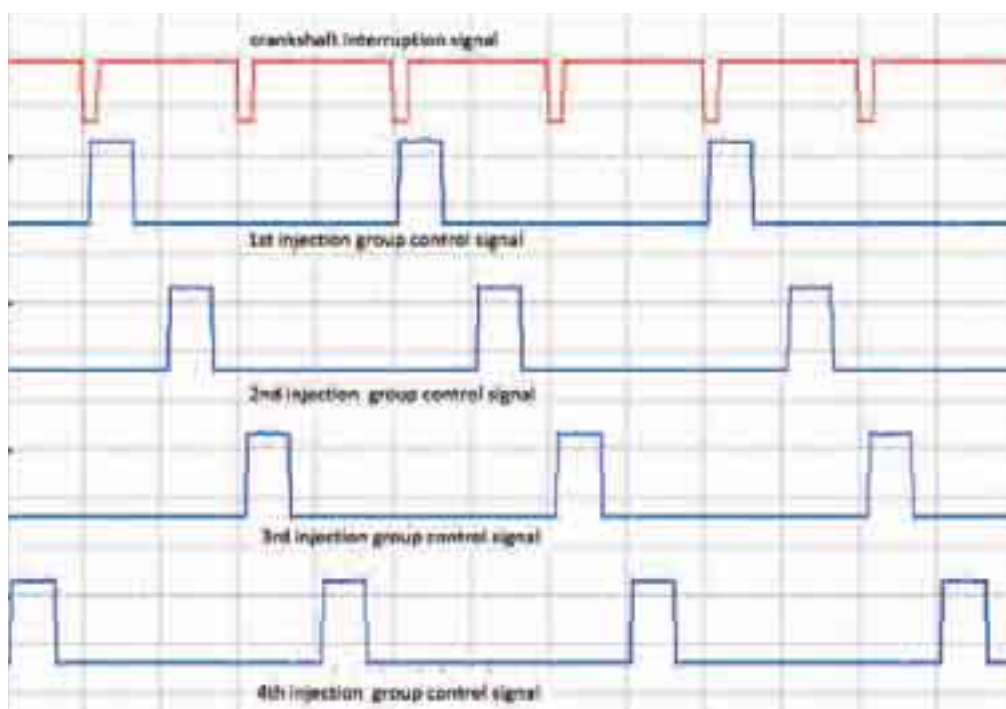 crankshaft interruption signal
1st injection group control signal
2nd injection group control signal
3rd injection group control signal
4th injection group control signal